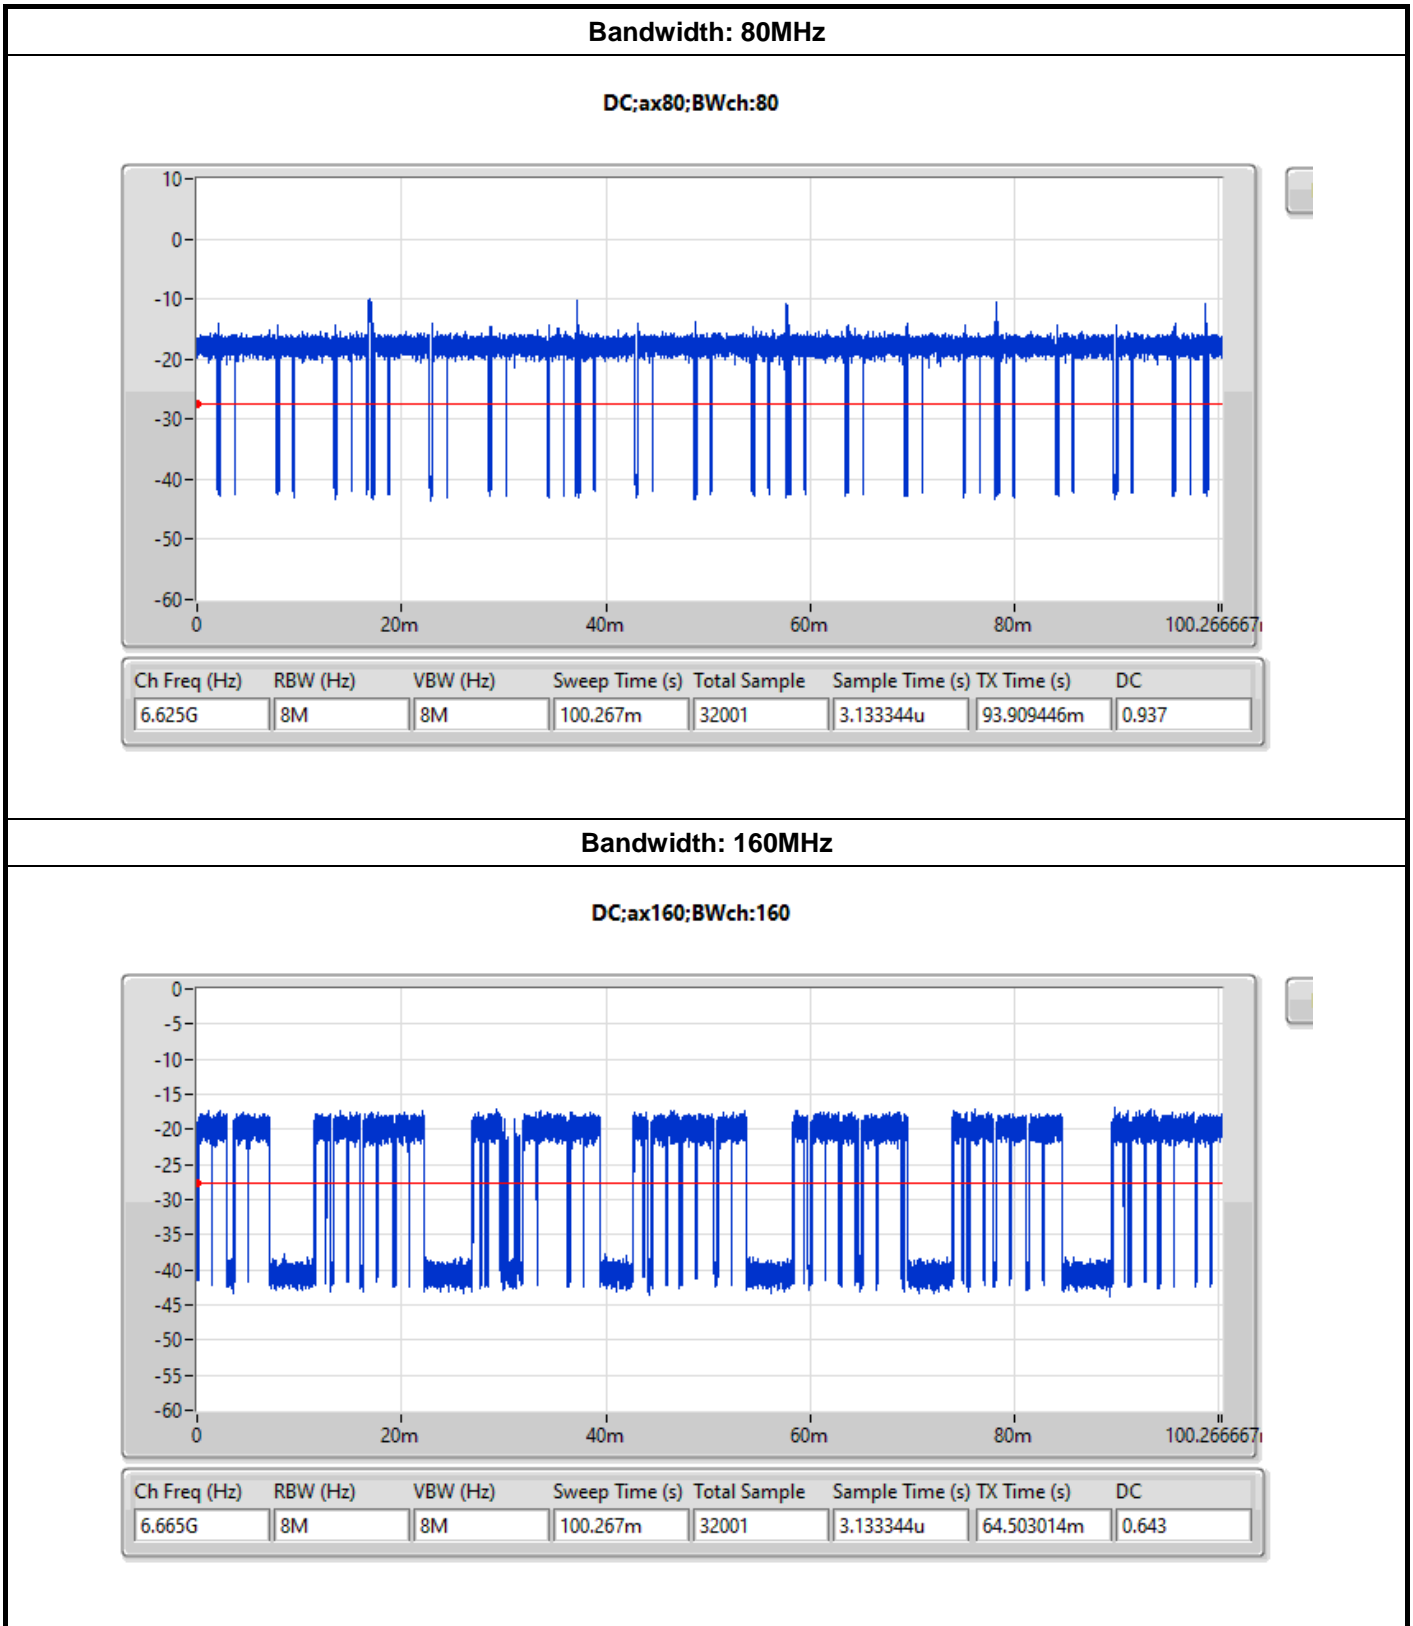 Bandwidth: 80MHz
DC;ax80;BWch:80
10
0
-10
-20
-30
-40
-50
-60
0 20m 40m 60m 80m 100.266667
Ch Freq (Hz) RBW (Hz) VBW (Hz) Sweep Time (s) Total Sample Sample Time (s) TX Time (s) DC
6.625G 8M 8M 100.267m 32001 3.133344u 93.909446m 0.937
Bandwidth: 160MHz
DC;ax160;BWch:160
0
-5
-10
-15
-20
-25
-30
-35
-40
-45
-50
-55
-60
0 20m 40m 60m 80m 100.266667
Ch Freq (Hz) RBW (Hz) VBW (Hz) Sweep Time (s) Total Sample Sample Time (s) TX Time (s) DC
6.665G 8M 8M 100.267m 32001 3.133344u 64.503014m 0.643